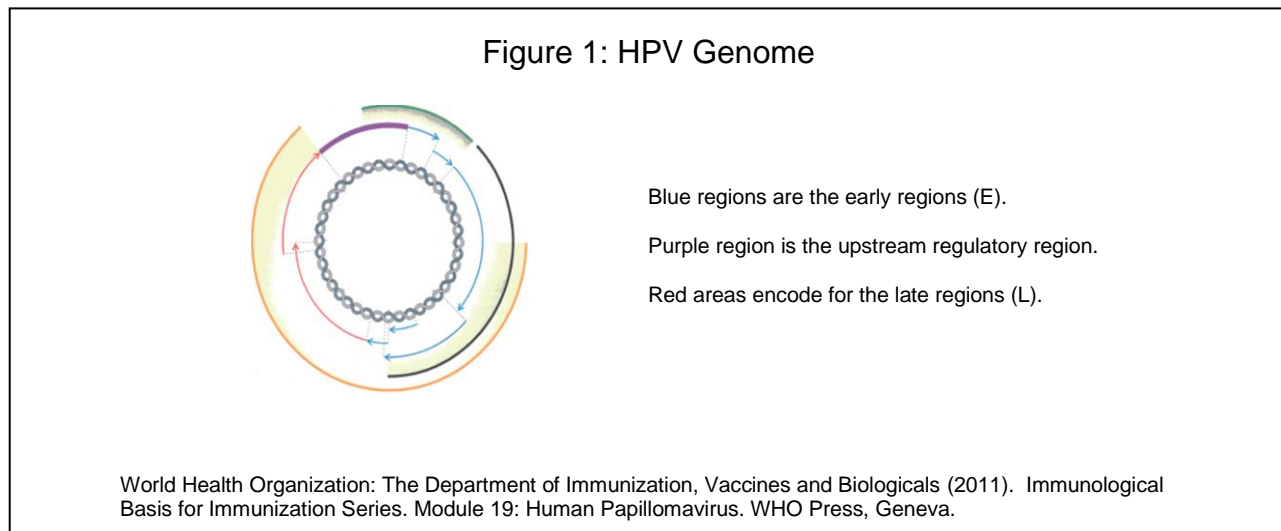 Figure 1: HPV Genome
Blue regions are the early regions (E).
Purple region is the upstream regulatory region.
Red areas encode for the late regions (L).
World Health Organization: The Department of Immunization, Vaccines and Biologicals (2011).  Immunological
Basis for Immunization Series. Module 19: Human Papillomavirus. WHO Press, Geneva.